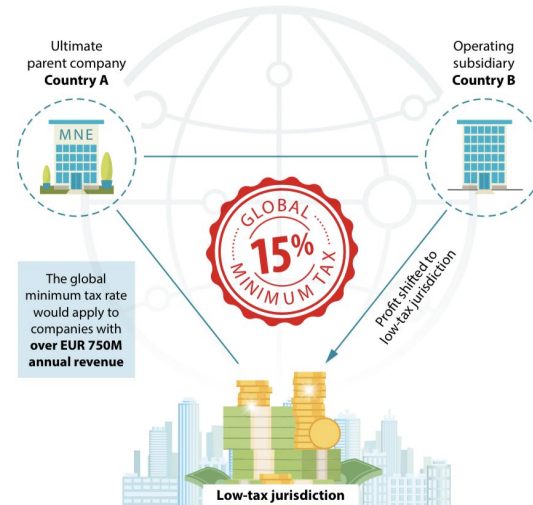 Ultimate
parent company
Country A
Operating
subsidiary
Country B
MNE
GLOBAL
15%
MINIMUM TAX
The global
minimum tax rate
would apply to
companies with
over EUR 750M
annual revenue
Profit shifted to
low-tax jurisdiction
Low-tax jurisdiction